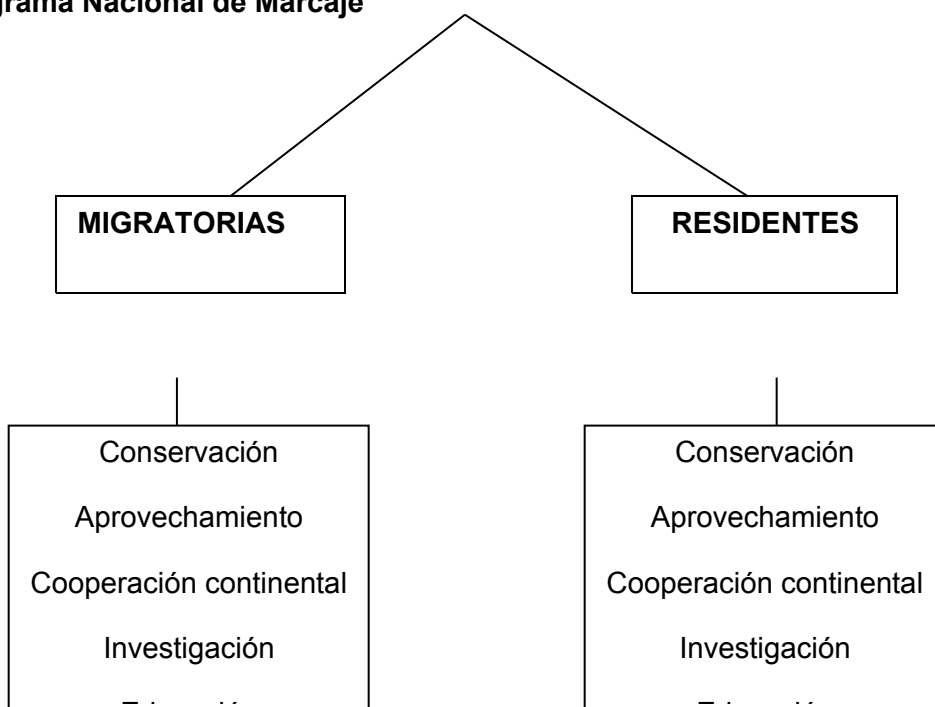 grama Nacional de Marcaje
MIGRATORIAS
RESIDENTES
Conservación
Aprovechamiento
Cooperación continental
Investigación
Conservación
Aprovechamiento
Cooperación continental
Investigación